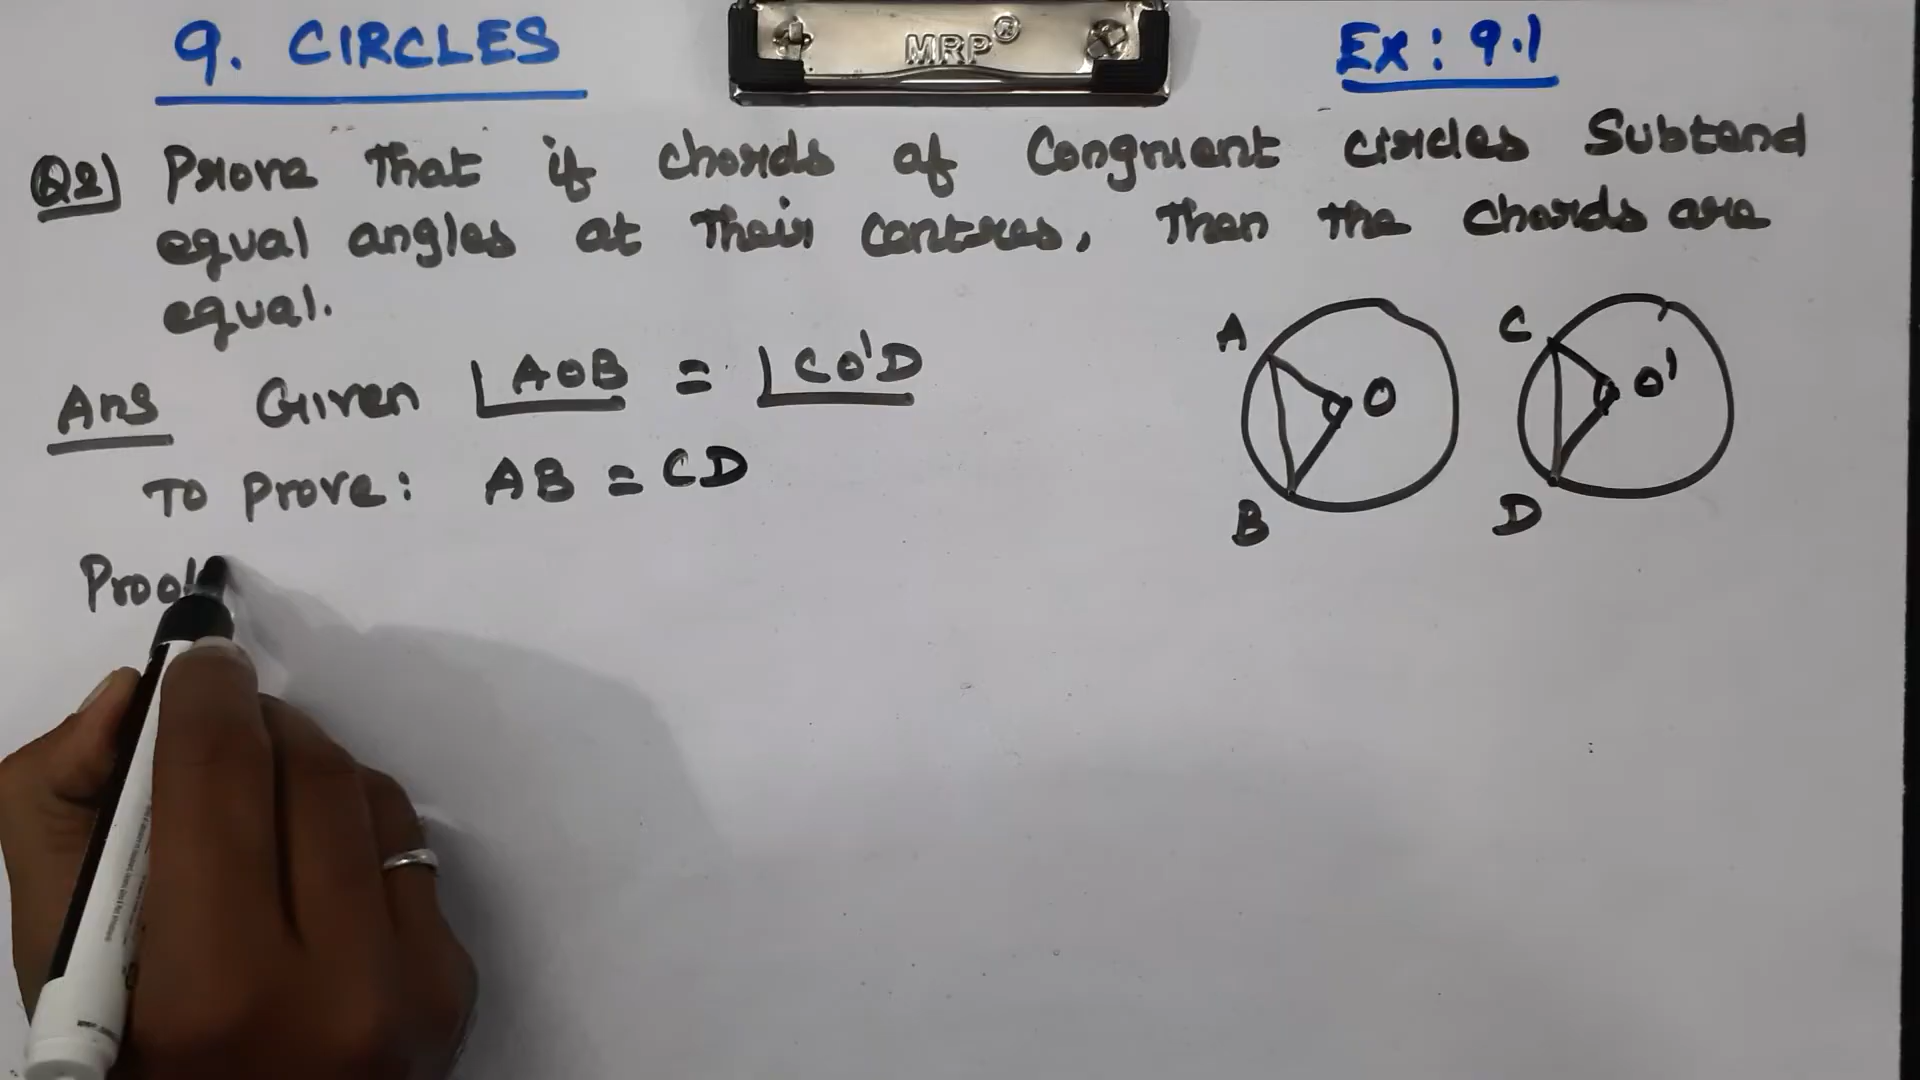 9. CIRCLES
MRP®
Ex: 9.1
Q2) Prove that if chords of Congruent circles Subtend
equal angles at their centres, then the chords are
equal.
Ans Given ∠AOB = ∠CO'D
To prove: AB = CD
Proof
A
B
O
C
D
O'